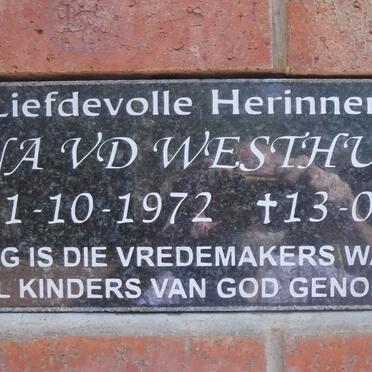 Liefdevolle Herinner
NA VD WESTHU
1-10-1972 ✝13-0
G IS DIE VREDEMAKERS WA
L KINDERS VAN GOD GENO